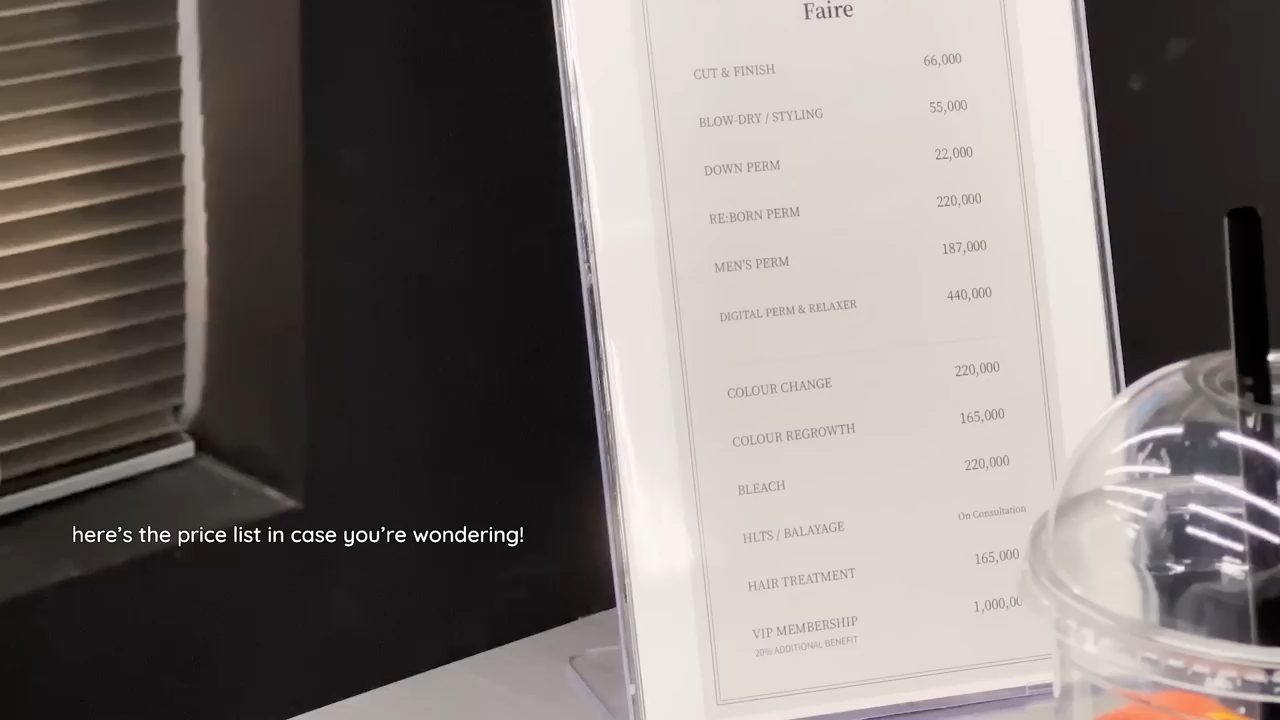 Faire
CUT & FINISH 66,000
BLOW-DRY / STYLING 55,000
DOWN PERM 22,000
RE:BORN PERM 220,000
MEN'S PERM 187,000
DIGITAL PERM & RELAXER 440,000
COLOUR CHANGE 220,000
COLOUR REGROWTH 165,000
BLEACH 220,000
HLTS / BALAYAGE On Consultation
HAIR TREATMENT 165,000
VIP MEMBERSHIP
20% ADDITIONAL BENEFIT
here's the price list in case you're wondering!